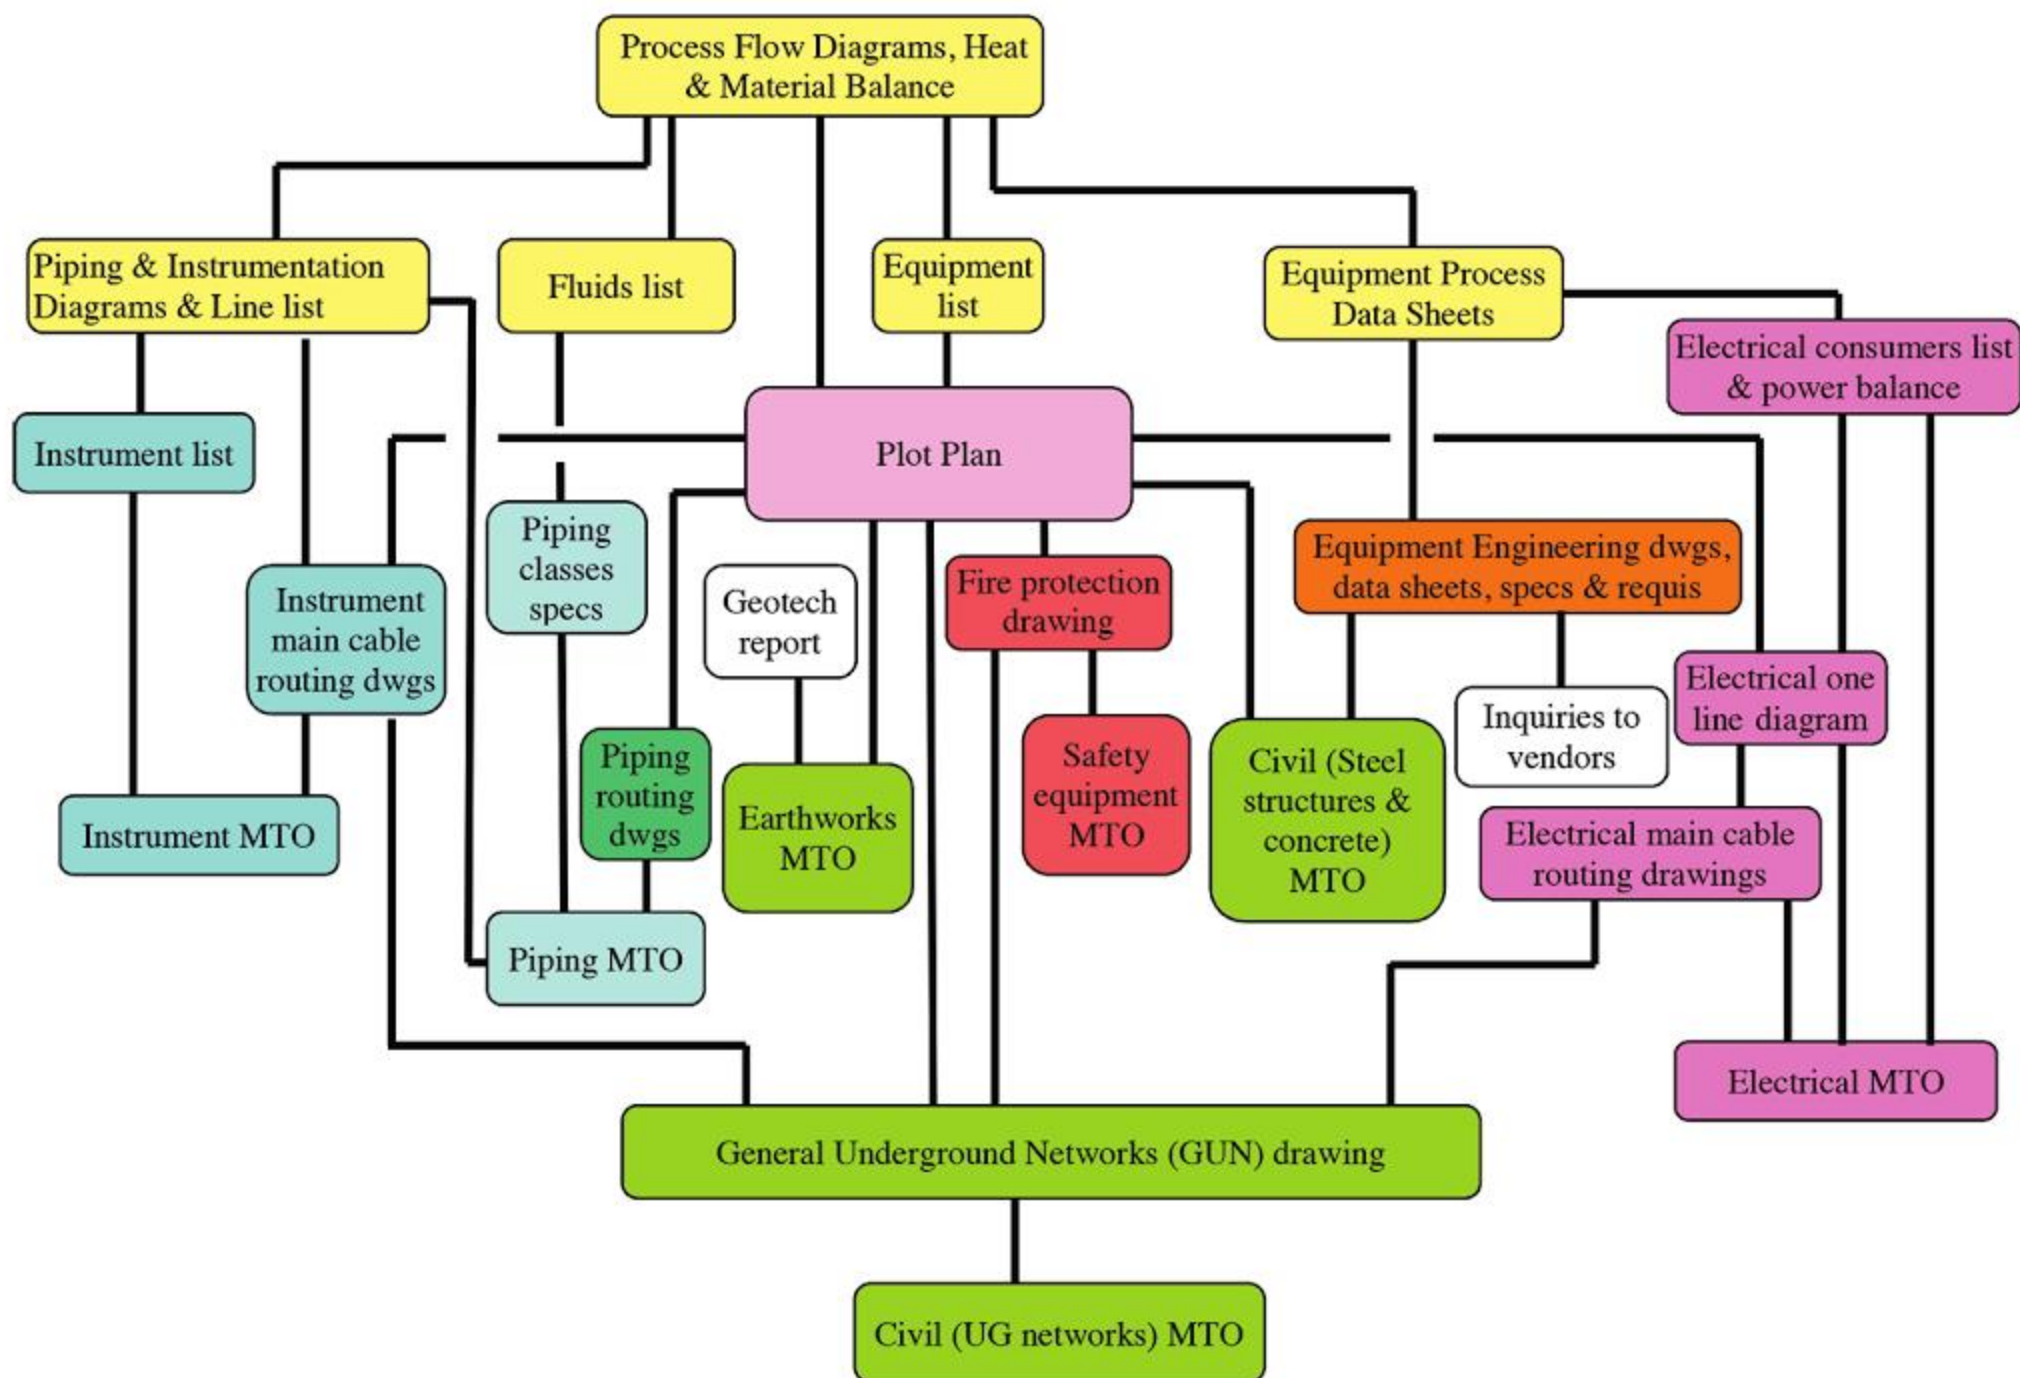 Process Flow Diagrams, Heat
& Material Balance
Piping & Instrumentation
Diagrams & Line list
Fluids list
Equipment
list
Equipment Process
Data Sheets
Electrical consumers list
& power balance
Instrument list
Plot Plan
Piping
classes
specs
Equipment Engineering dwgs,
data sheets, specs & requis
Instrument
main cable
routing dwgs
Geotech
report
Fire protection
drawing
Electrical one
line diagram
Inquiries to
vendors
Piping
routing
dwgs
Earthworks
MTO
Safety
equipment
MTO
Civil (Steel
structures &
concrete)
MTO
Instrument MTO
Electrical main cable
routing drawings
Piping MTO
Electrical MTO
General Underground Networks (GUN) drawing
Civil (UG networks) MTO